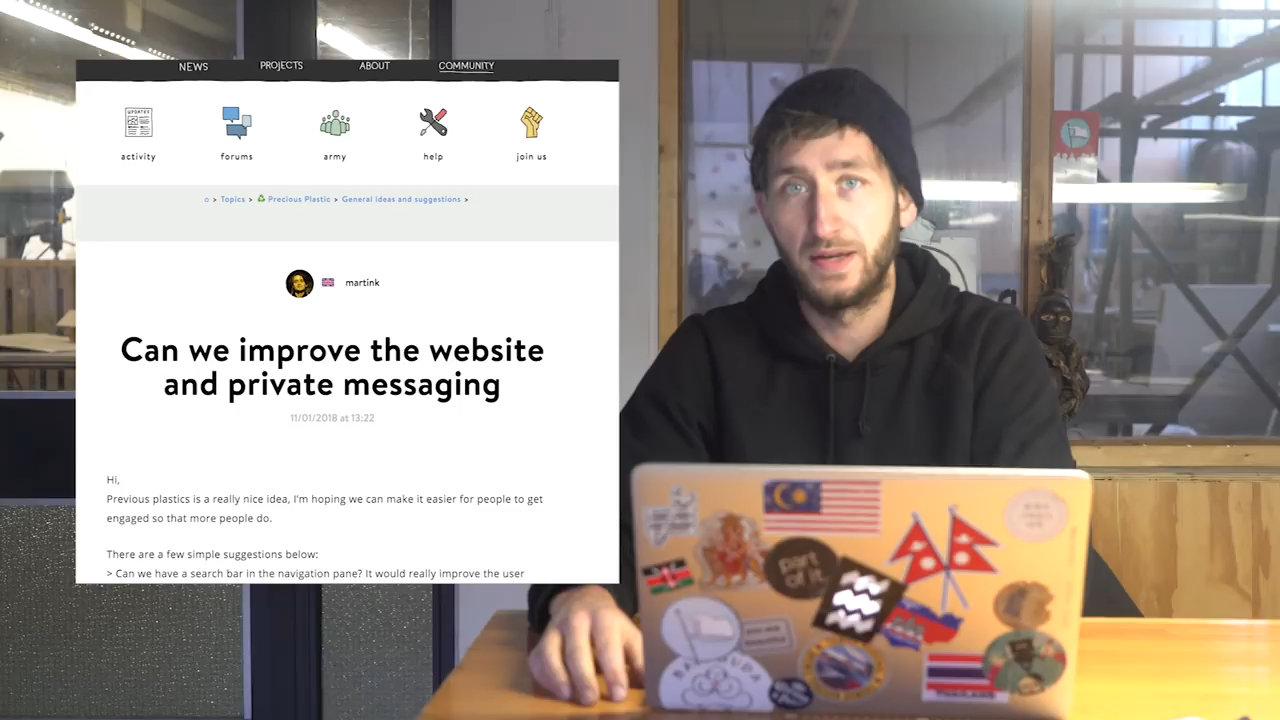 NEWS PROJECTS ABOUT COMMUNITY
UPDATES
activity forums army help join us
> Topics > Precious Plastic > General ideas and suggestions >
martink
Can we improve the website
and private messaging
11/01/2018 at 13:22
Hi,
Previous plastics is a really nice idea, I'm hoping we can make it easier for people to get
engaged so that more people do.
There are a few simple suggestions below:
> Can we have a search bar in the navigation pane? It would really improve the user
part
of it
THAILAND